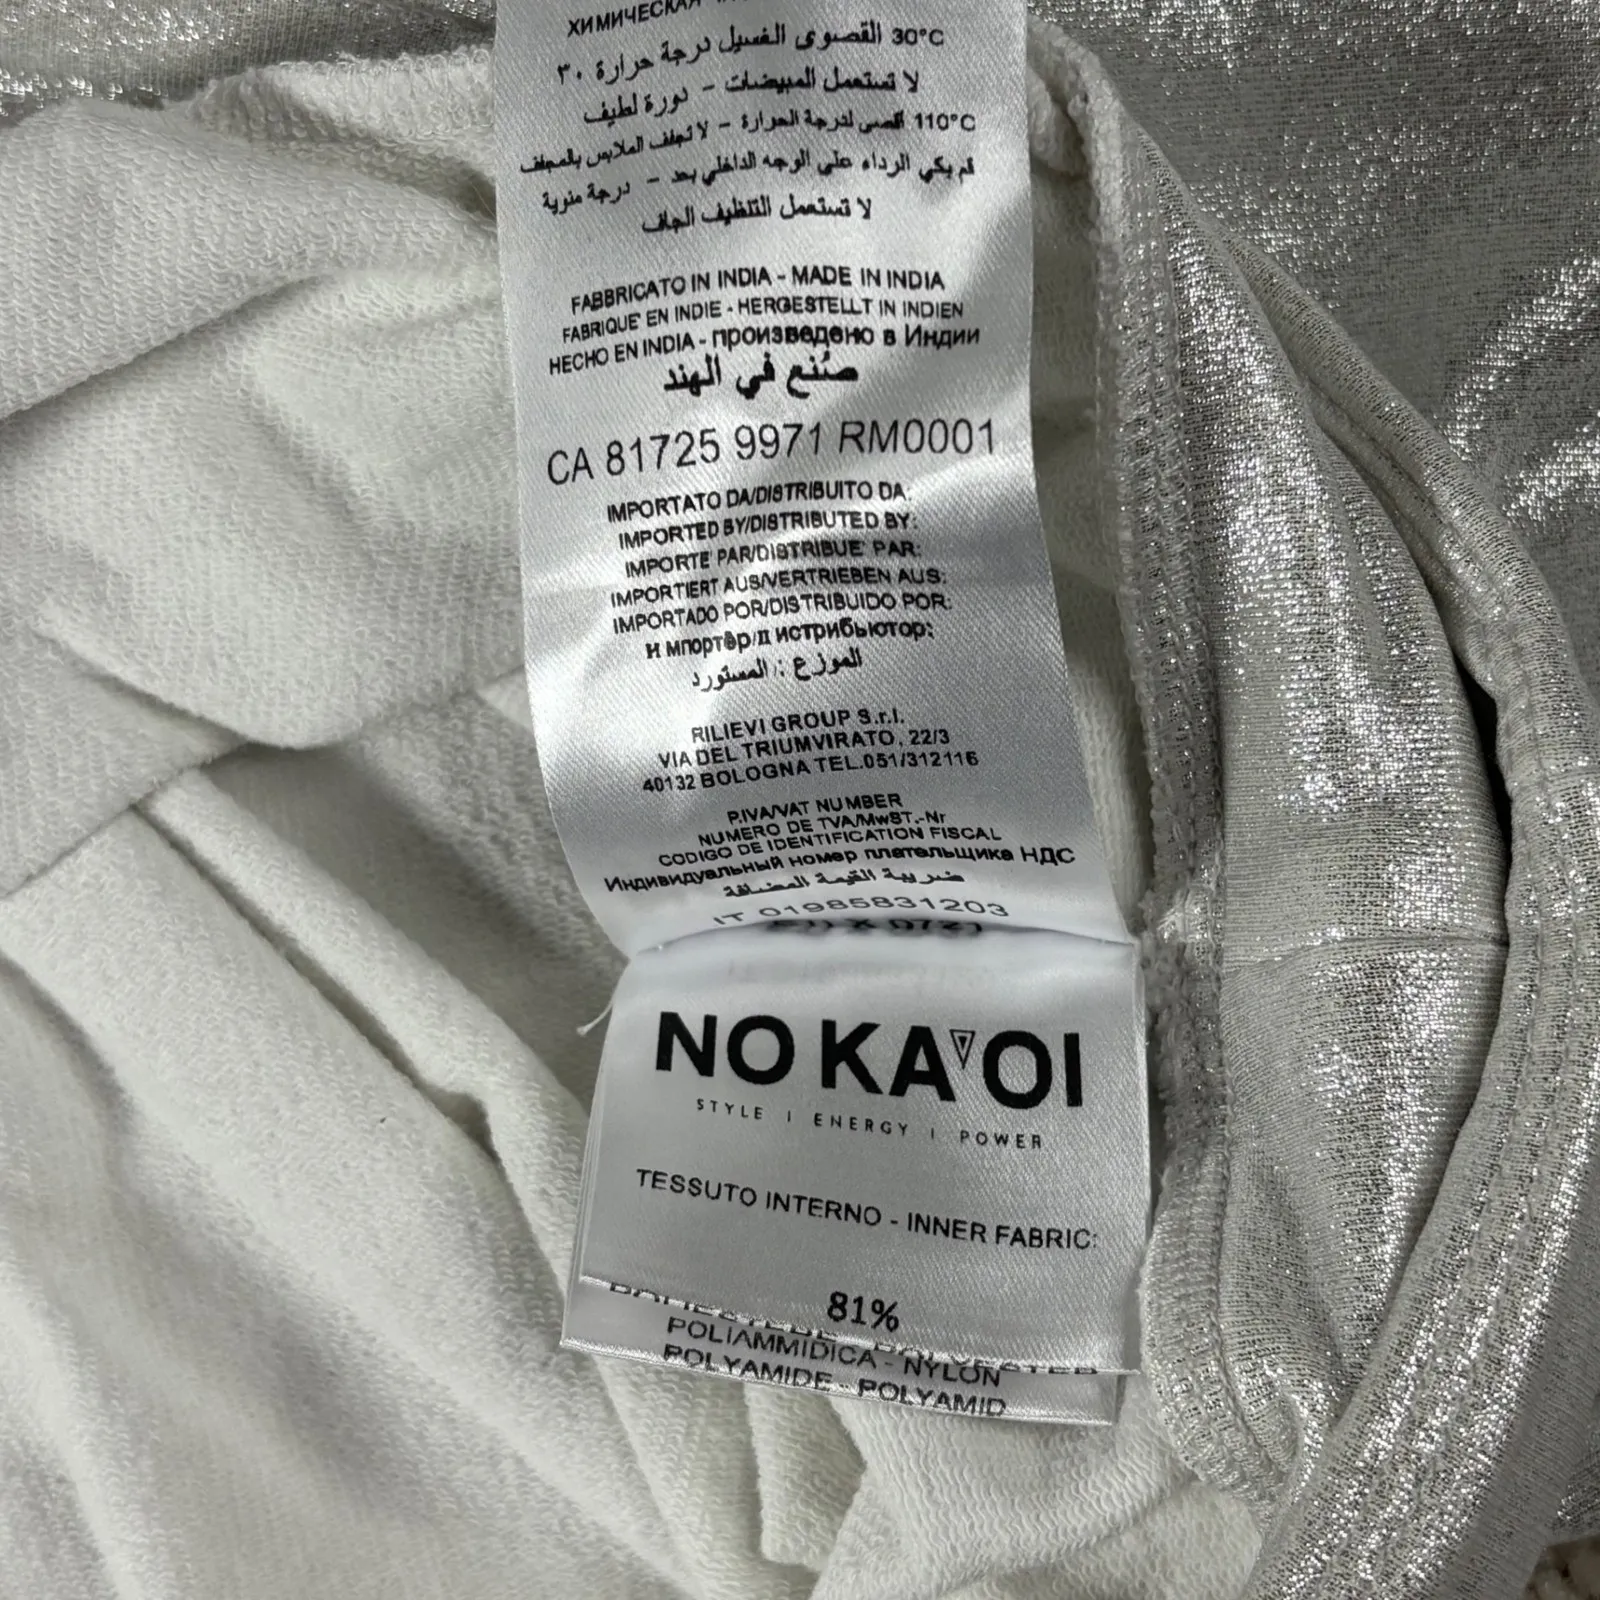 ХИМИЧЕСКАЯ
30°C القصوى الغسيل درجة حرارة ٣٠
لا تستعمل المبيضات - دورة لطيف
110°C اقصى لدرجة الحرارة - لا تجفف الملابس بالمجفف
قم بكي الرداء على الوجه الداخلي بحد - درجة مئوية
لا تستعمل التنظيف الجاف
FABBRICATO IN INDIA - MADE IN INDIA
FABRIQUE' EN INDIE - HERGESTELLT IN INDIEN
HECHO EN INDIA - произведено в Индии
صُنع في الهند
CA 81725 9971 RM0001
IMPORTATO DA/DISTRIBUITO DA:
IMPORTED BY/DISTRIBUTED BY:
IMPORTE' PAR/DISTRIBUE' PAR:
IMPORTIERT AUS/VERTRIEBEN AUS:
IMPORTADO POR/DISTRIBUIDO POR:
И мпортёр/д истрибьютор:
الموزع : المستورد
RILIEVI GROUP S.r.l.
VIA DEL TRIUMVIRATO, 22/3
40132 BOLOGNA TEL.051/312116
P.IVA/VAT NUMBER
NUMERO DE TVA/MwST.-Nr
CODIGO DE IDENTIFICATION FISCAL
Индивидуальный номер плательщика НДС
ضريبة القيمة المضافة
IT 01985831203
NO KA'OI
STYLE | ENERGY | POWER
TESSUTO INTERNO - INNER FABRIC:
81%
POLIAMMIDICA - NYLON
POLYAMIDE - POLYAMID